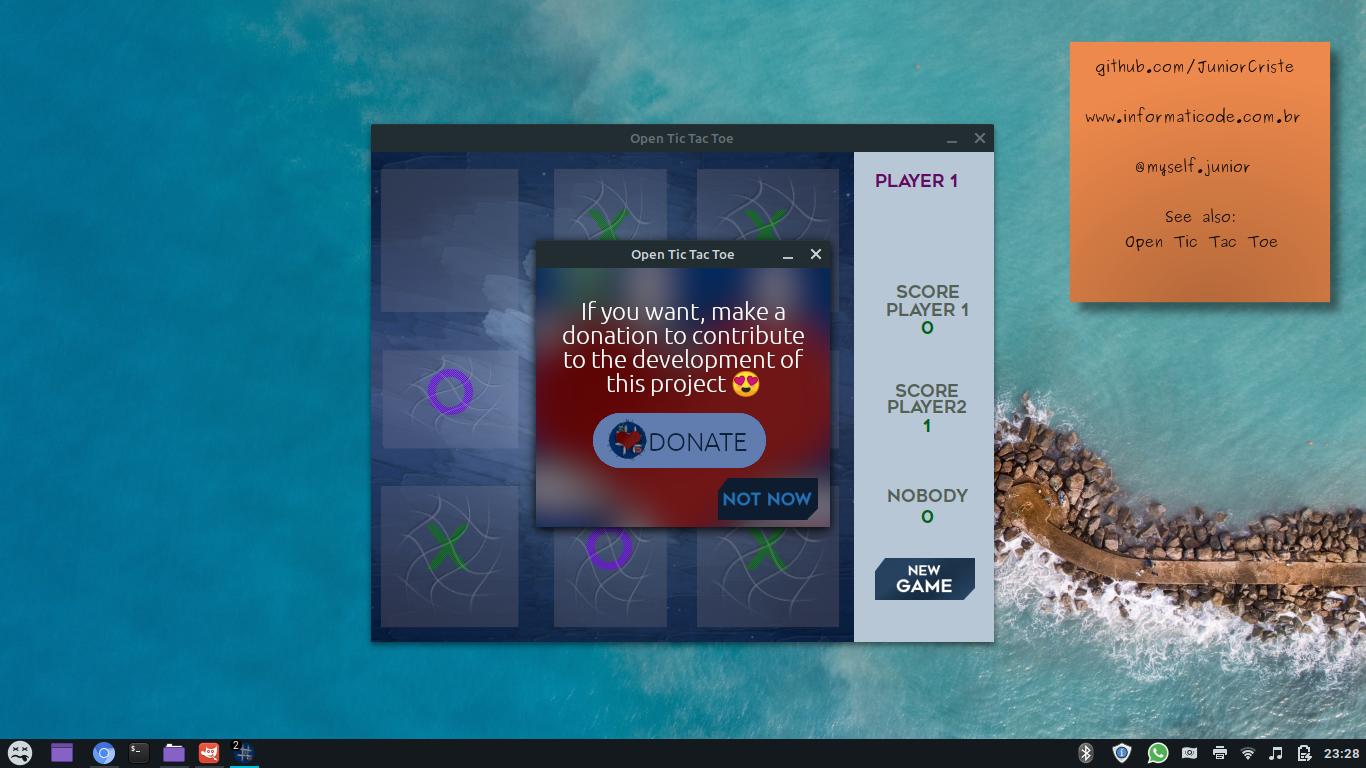 github.com/JuniorCriste
www.informaticode.com.br
@myself.junior
See also:
Open Tic Tac Toe
Open Tic Tac Toe
PLAYER 1
SCORE
PLAYER 1
0
SCORE
PLAYER2
1
NOBODY
0
NEW
GAME
Open Tic Tac Toe
If you want, make a
donation to contribute
to the development of
this project 😍
DONATE
NOT NOW
$_
2
23:28